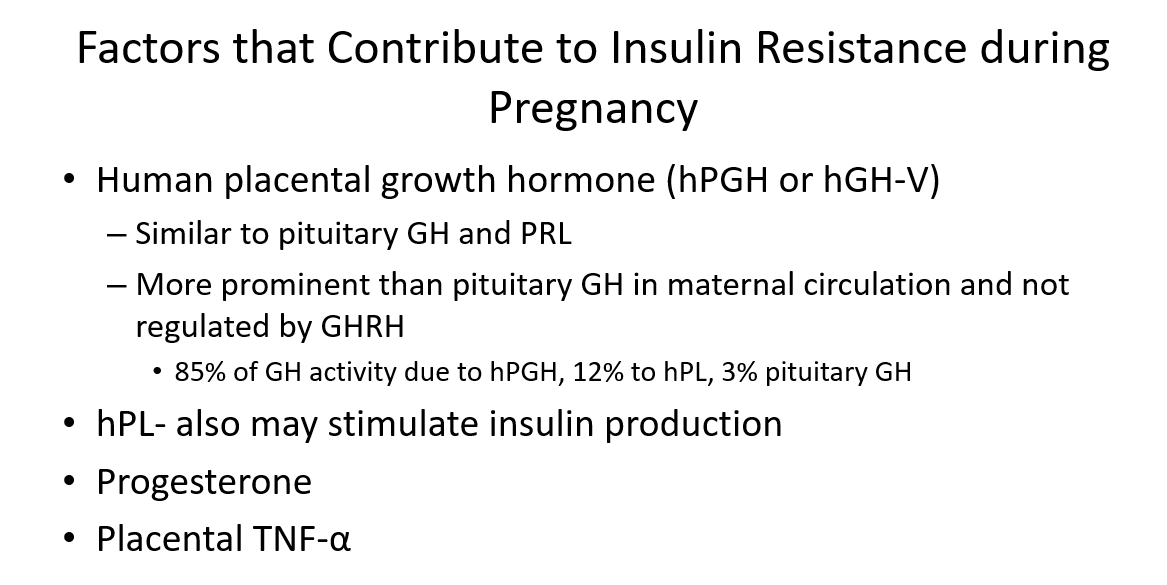 Factors that Contribute to Insulin Resistance during
Pregnancy
• Human placental growth hormone (hPGH or hGH-V)
– Similar to pituitary GH and PRL
– More prominent than pituitary GH in maternal circulation and not
regulated by GHRH
• 85% of GH activity due to hPGH, 12% to hPL, 3% pituitary GH
• hPL- also may stimulate insulin production
• Progesterone
• Placental TNF-α